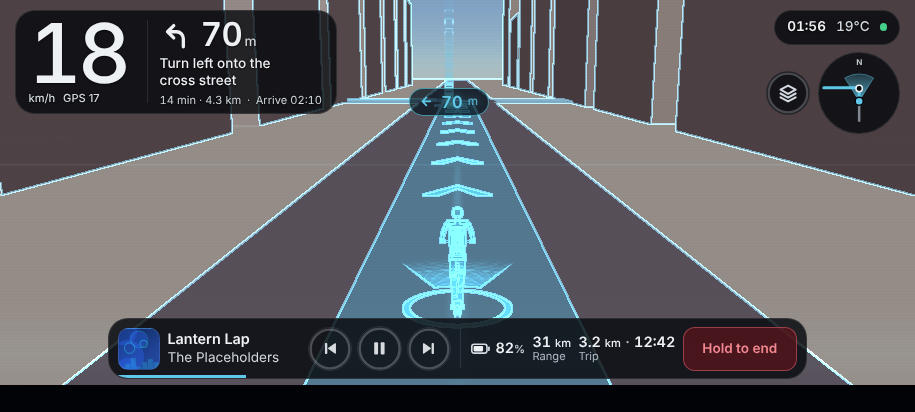 18
km/h GPS 17
70 m
Turn left onto the
cross street
14 min · 4.3 km · Arrive 02:10
70 m
01:56 19°C
N
Lantern Lap
The Placeholders
82%
31 km
Range
3.2 km · 12:42
Trip
Hold to end